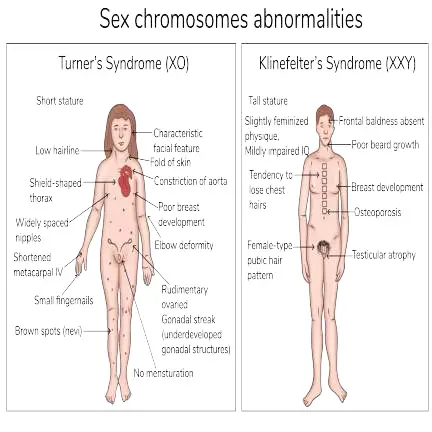 Sex chromosomes abnormalities
Turner's Syndrome (XO)
Short stature
Low hairline
Shield-shaped
thorax
Widely spaced
nipples
Shortened
metacarpal IV
Small fingernails
Brown spots (nevi)
Characteristic
facial feature
Fold of skin
Constriction of aorta
Poor breast
development
Elbow deformity
Rudimentary
ovaried
Gonadal streak
(underdeveloped
gonadal structures)
No mensturation
Klinefelter's Syndrome (XXY)
Tall stature
Slightly feminized
physique,
Mildly impaired IQ
Tendency to
lose chest
hairs
Female-type
pubic hair
pattern
Frontal baldness absent
Poor beard growth
Breast development
Osteoporosis
Testicular atrophy